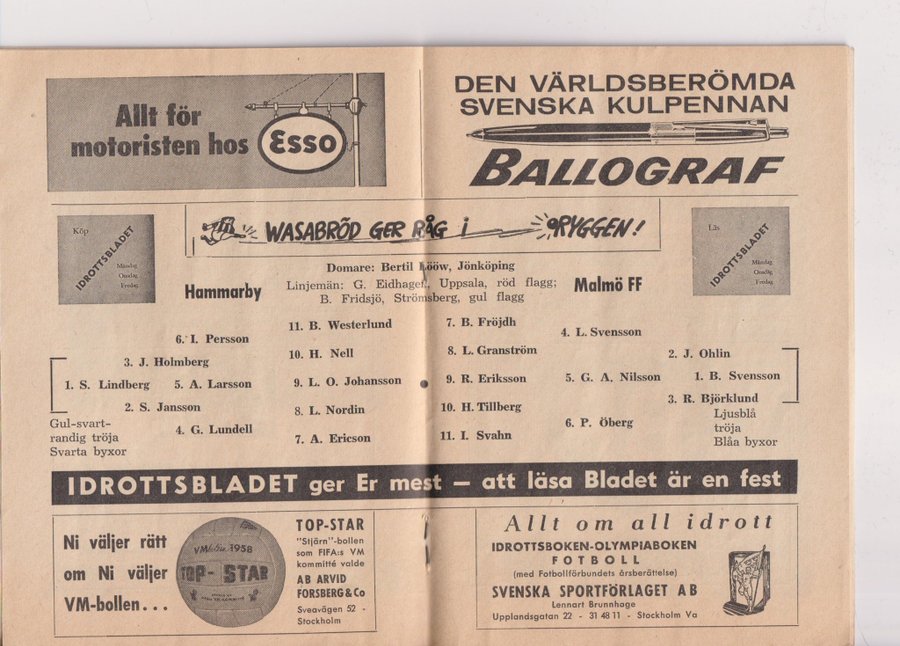 Allt för
motoristen hos
Esso
DEN VÄRLDSBERÖMDA
SVENSKA KULPENNAN
BALLOGRAF
WASABRÖD GER RÅG i RYGGEN!
Köp
IDROTTSBLADET
Måndag
Onsdag
Fredag
Läs
IDROTTSBLADET
Måndag
Onsdag
Fredag
Domare: Bertil Lööw, Jönköping
Linjemän: G. Eidhagef, Uppsala, röd flagg;
B. Fridsjö, Strömsberg, gul flagg
Hammarby
11. B. Westerlund
6. I. Persson
10. H. Nell
3. J. Holmberg
1. S. Lindberg
5. A. Larsson
9. L. O. Johansson
2. S. Jansson
8. L. Nordin
4. G. Lundell
7. A. Ericson
Gul-svart-
randig tröja
Svarta byxor
Malmö FF
7. B. Fröjdh
4. L. Svensson
8. L. Granström
2. J. Ohlin
9. R. Eriksson
5. G. A. Nilsson
1. B. Svensson
10. H. Tillberg
3. R. Björklund
6. P. Öberg
11. I. Svahn
Ljusblå
tröja
Blåa byxor
IDROTTSBLADET ger Er mest – att läsa Bladet är en fest
Ni väljer rätt
om Ni väljer
VM-bollen...
1958
TOP-STAR
TOP-STAR
"Stjärn"-bollen
som FIFA:s VM
kommitté valde
AB ARVID
FORSBERG & Co
Sveavägen 52 -
Stockholm
Allt om all idrott
IDROTTSBOKEN-OLYMPIABOKEN
FOTBOLL
(med Fotbollförbundets årsberättelse)
SVENSKA SPORTFÖRLAGET AB
Lennart Brunnhage
Upplandsgatan 22 - 31 48 11 - Stockholm Va